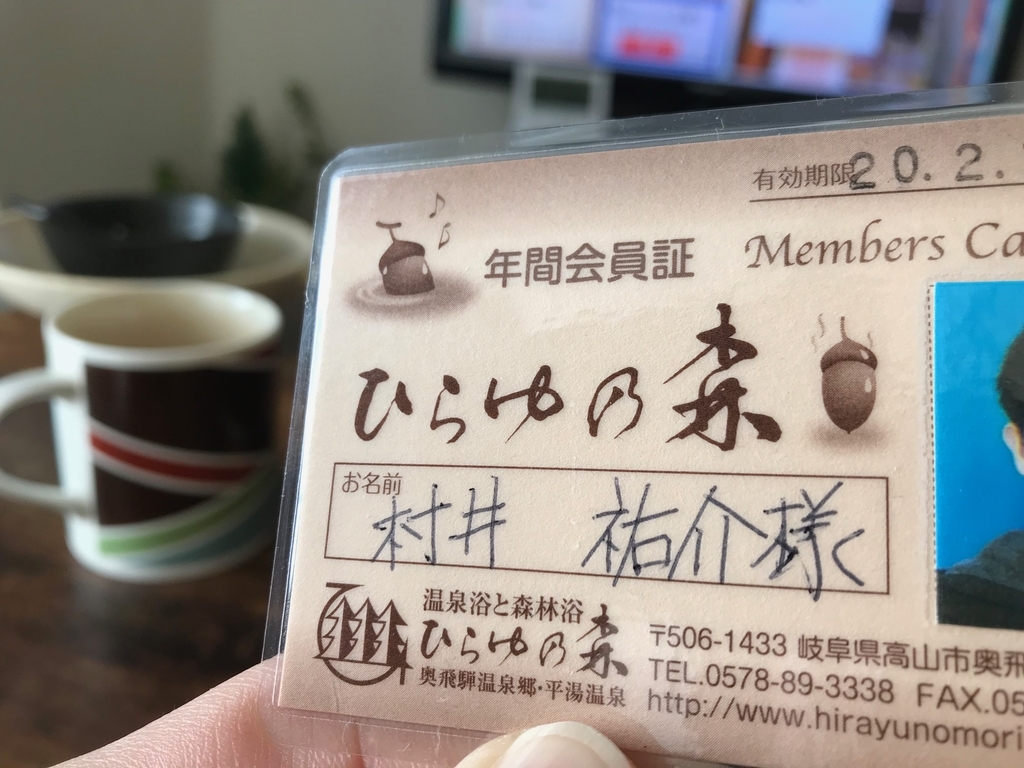 有効期限 20.2.
年間会員証 Members Ca
ひらゆの森
お名前
村井 祐介様
温泉浴と森林浴
ひらゆの森
奥飛騨温泉郷・平湯温泉
〒506-1433 岐阜県高山市奥飛
TEL.0578-89-3338 FAX.05
http://www.hirayunomori